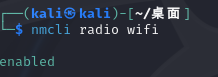 ┌──(kali㉿kali)-[~/桌面]
└─$ nmcli radio wifi
enabled